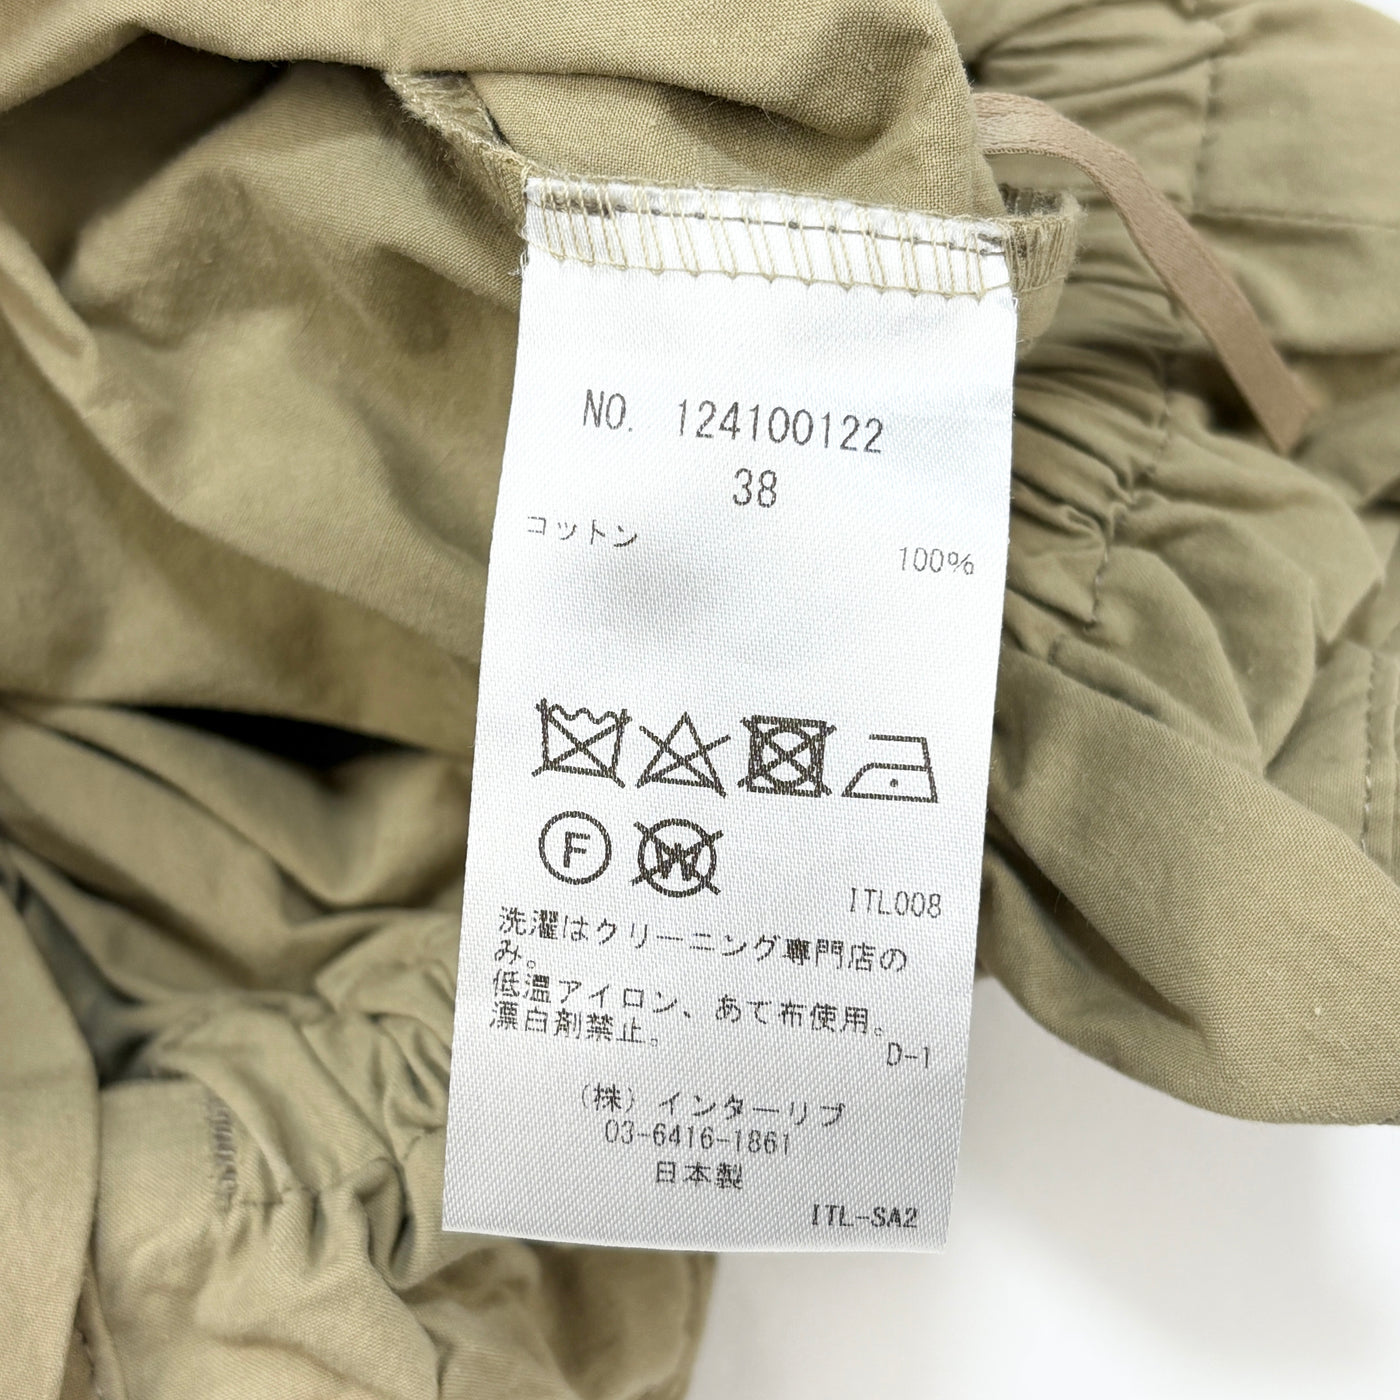 NO. 124100122
38
コットン 100%
F
W
ITL008
洗濯はクリーニング専門店の
み。
低温アイロン、あて布使用。
漂白剤禁止。
D-1
(株) インターリブ
03-6416-1861
日本製
ITL-SA2